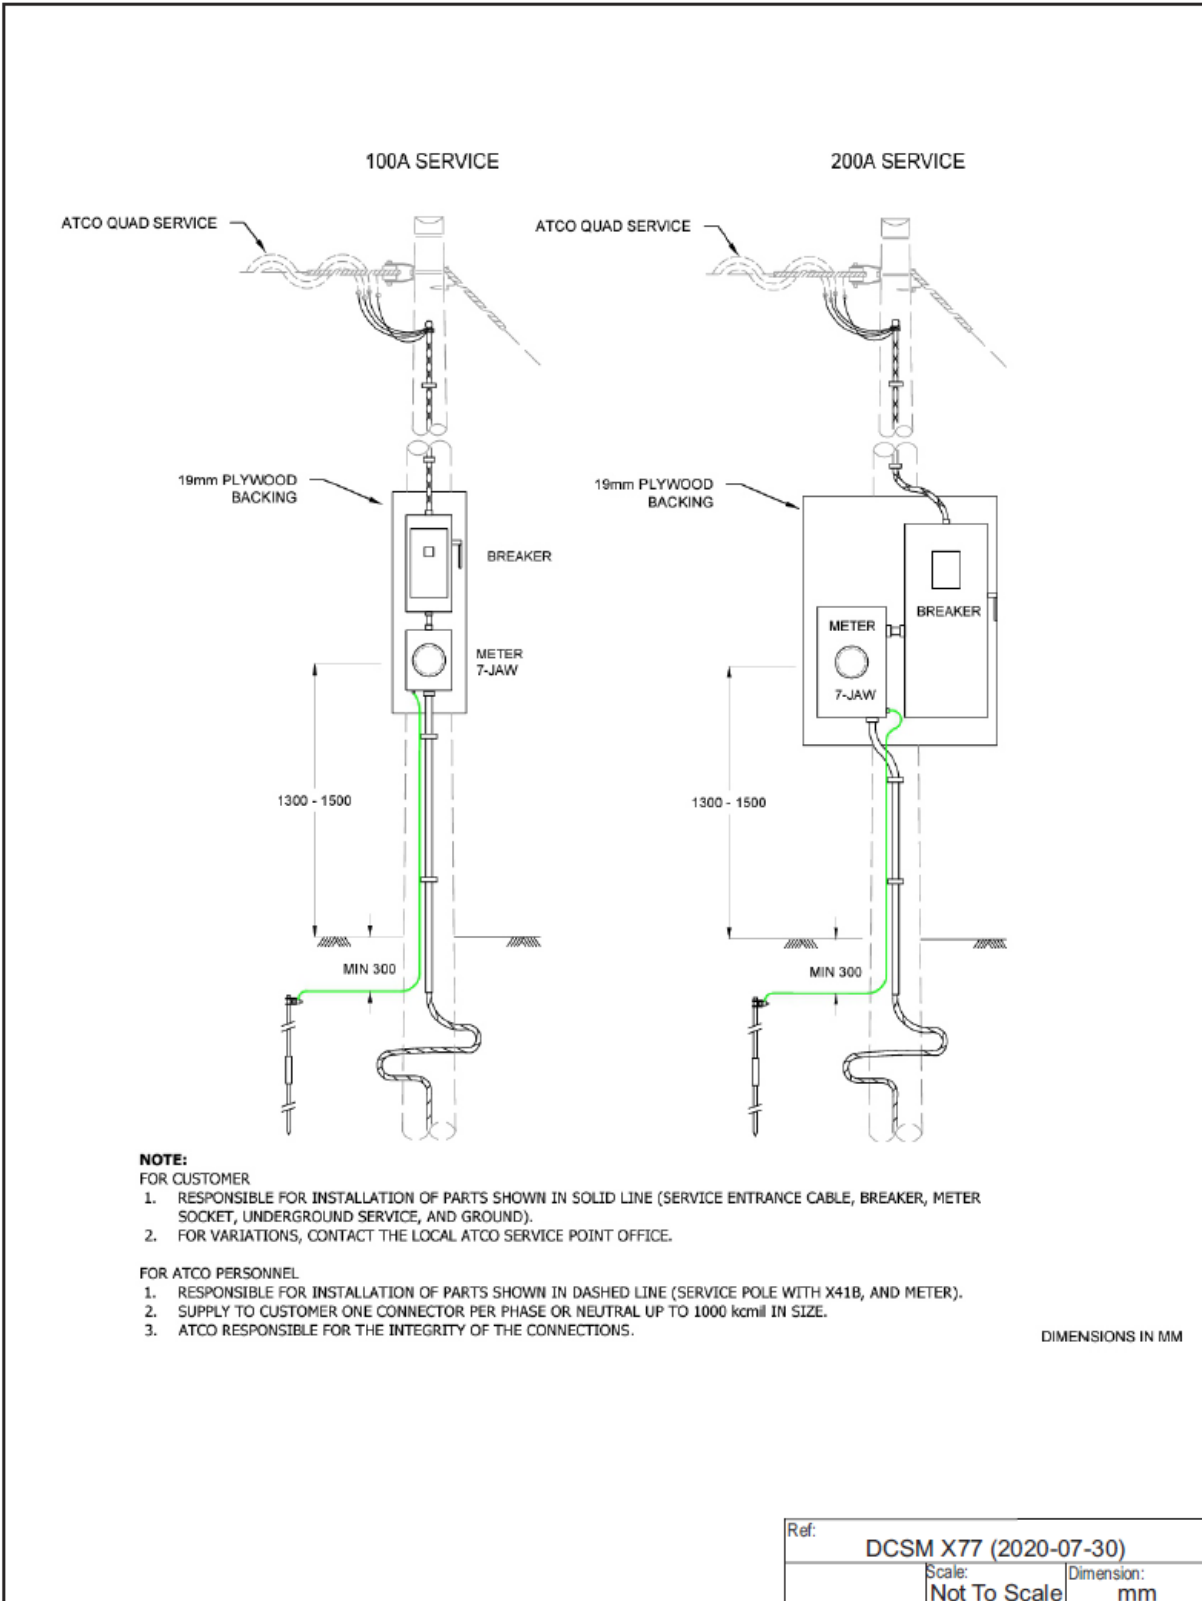 100A SERVICE
200A SERVICE
ATCO QUAD SERVICE
ATCO QUAD SERVICE
19mm PLYWOOD
BACKING
19mm PLYWOOD
BACKING
BREAKER
BREAKER
METER
7-JAW
METER
7-JAW
1300 - 1500
1300 - 1500
MIN 300
MIN 300
NOTE:
FOR CUSTOMER
1. RESPONSIBLE FOR INSTALLATION OF PARTS SHOWN IN SOLID LINE (SERVICE ENTRANCE CABLE, BREAKER, METER
SOCKET, UNDERGROUND SERVICE, AND GROUND).
2. FOR VARIATIONS, CONTACT THE LOCAL ATCO SERVICE POINT OFFICE.
FOR ATCO PERSONNEL
1. RESPONSIBLE FOR INSTALLATION OF PARTS SHOWN IN DASHED LINE (SERVICE POLE WITH X41B, AND METER).
2. SUPPLY TO CUSTOMER ONE CONNECTOR PER PHASE OR NEUTRAL UP TO 1000 kcmil IN SIZE.
3. ATCO RESPONSIBLE FOR THE INTEGRITY OF THE CONNECTIONS.
DIMENSIONS IN MM
Ref:
DCSM X77 (2020-07-30)
Scale:
Not To Scale
Dimension:
mm